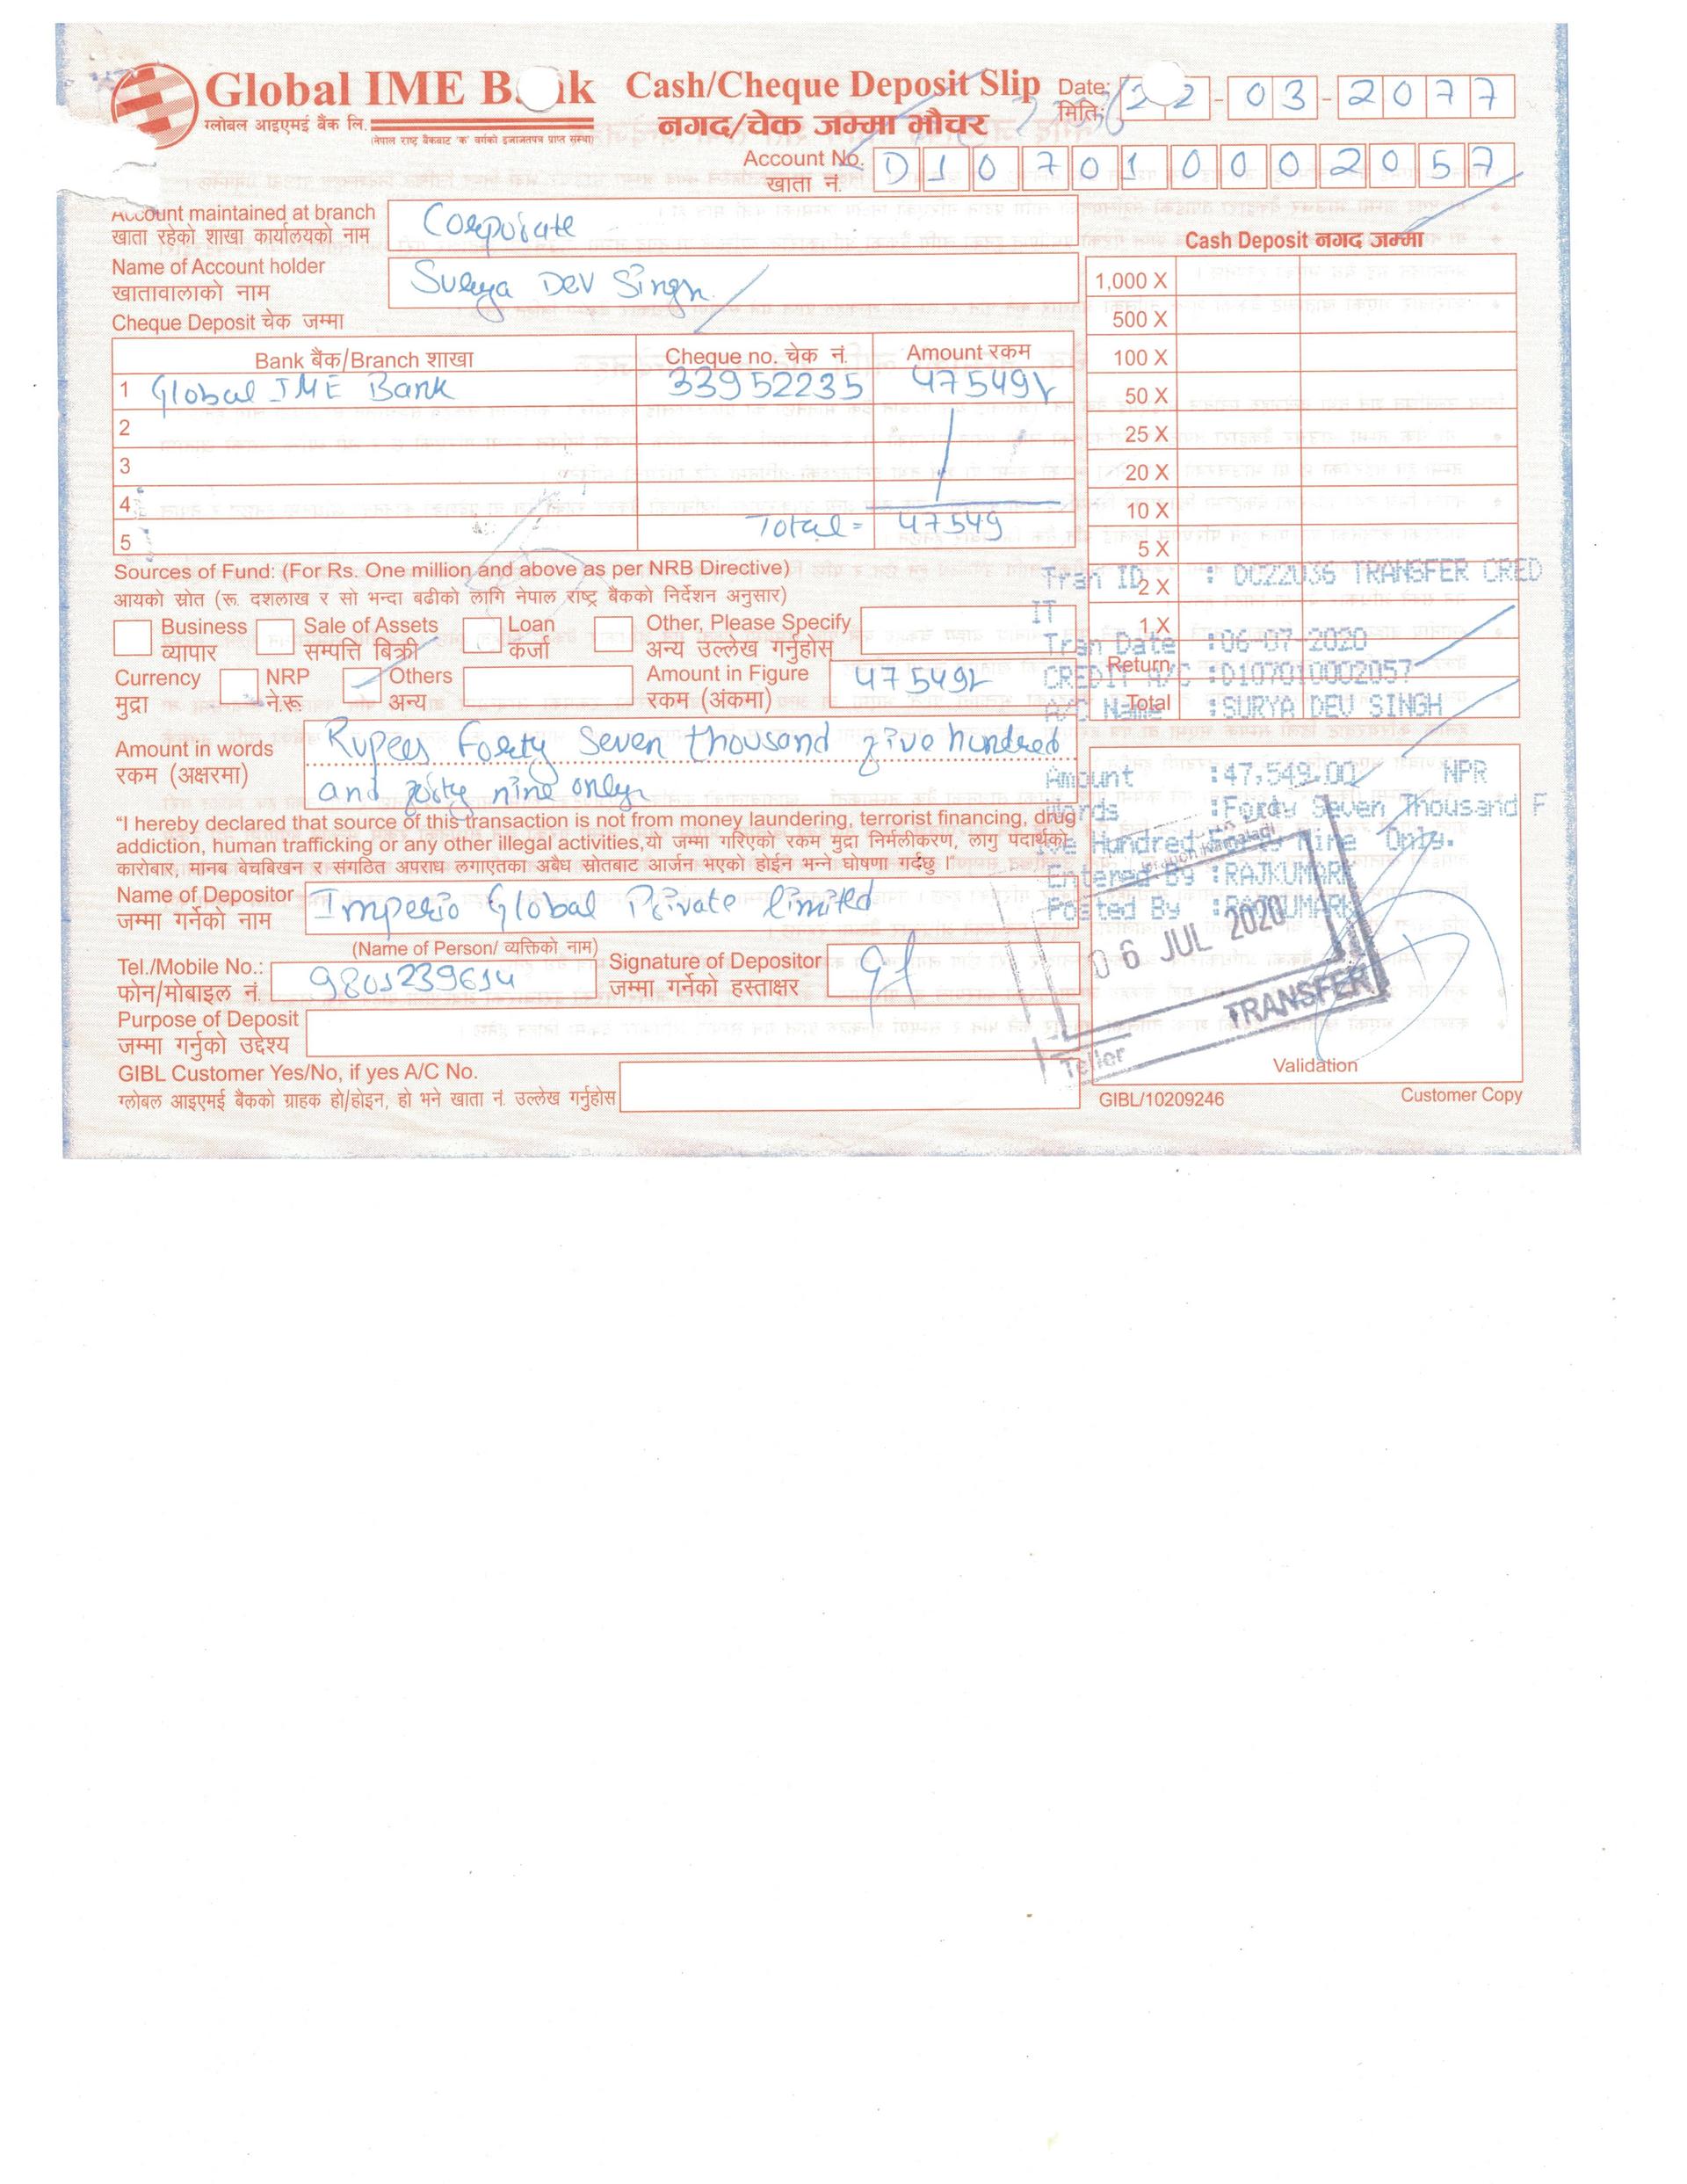 Global IME B nk
ग्लोबल आइएमई बैंक लि.
(नेपाल राष्ट्र बैंकबाट 'क' वर्गको इजाजतपत्र प्राप्त संस्था)
Cash/Cheque Deposit Slip
नगद/चेक जम्मा भौचर
Date: 22-03-2077
मिति:
Account No. D107010002057
खाता नं.
Account maintained at branch Corporate
खाता रहेको शाखा कार्यालयको नाम
Name of Account holder Surya Dev Singh
खातावालाको नाम
Cheque Deposit चेक जम्मा
Bank बैंक/Branch शाखा Cheque no. चेक नं. Amount रकम
1 Global IME Bank 33952235 47549/-
2
3
4
5 Total = 47549
Cash Deposit नगद जम्मा
1,000 X
500 X
100 X
50 X
25 X
20 X
10 X
5 X
2 X
1 X
Return
Total
Sources of Fund: (For Rs. One million and above as per NRB Directive)
आयको स्रोत (रू. दशलाख र सो भन्दा बढीको लागि नेपाल राष्ट्र बैंकको निर्देशन अनुसार)
Business Sale of Assets Loan Other, Please Specify
व्यापार सम्पत्ति बिक्री कर्जा अन्य उल्लेख गर्नुहोस
Currency NRP Others Amount in Figure 47549/-
मुद्रा ने.रू अन्य रकम (अंकमा)
Amount in words Rupees Forty Seven thousand five hundred
रकम (अक्षरमा) and forty nine only
"I hereby declared that source of this transaction is not from money laundering, terrorist financing, drug
addiction, human trafficking or any other illegal activities,यो जम्मा गरिएको रकम मुद्रा निर्मलीकरण, लागु पदार्थको
कारोबार, मानब बेचबिखन र संगठित अपराध लगाएतका अबैध स्रोतबाट आर्जन भएको होईन भन्ने घोषणा गर्दछु ।"
Name of Depositor Imperio Global Private limited
जम्मा गर्नेको नाम
(Name of Person/ व्यक्तिको नाम)
Tel./Mobile No.: 9801239614
फोन/मोबाइल नं.
Signature of Depositor
जम्मा गर्नेको हस्ताक्षर
Purpose of Deposit
जम्मा गर्नुको उद्देश्य
GIBL Customer Yes/No, if yes A/C No.
ग्लोबल आइएमई बैंकको ग्राहक हो/होइन, हो भने खाता नं. उल्लेख गर्नुहोस
Tran ID : DC22036 TRANSFER CRED
IT
Tran Date :06-07-2020
CREDIT A/C :D107010002057
A/C Name :SURYA DEV SINGH
Amount :47,549.00 NPR
Words :Forty Seven Thousand F
ive Hundred Forty Nine Only.
Entered By :RAJKUMARK
Posted By :RAJKUMARK
06 JUL 2020
TRANSFER
Teller
Validation
GIBL/10209246
Customer Copy